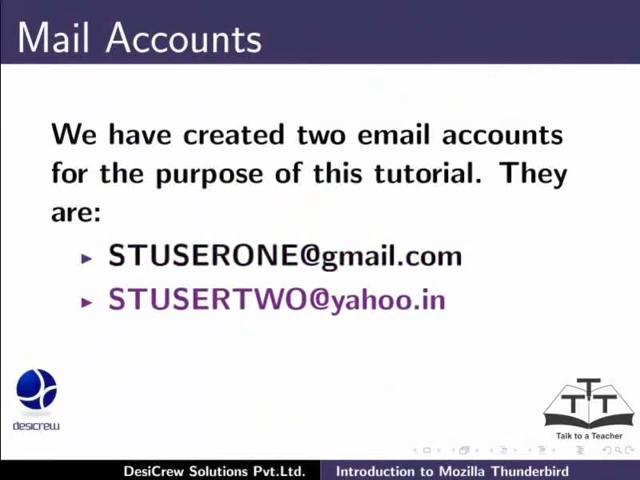 Mail Accounts
We have created two email accounts
for the purpose of this tutorial. They
are:
STUSERONE@gmail.com
STUSERTWO@yahoo.in
desicrew
T T T
Talk to a Teacher
DesiCrew Solutions Pvt.Ltd. Introduction to Mozilla Thunderbird